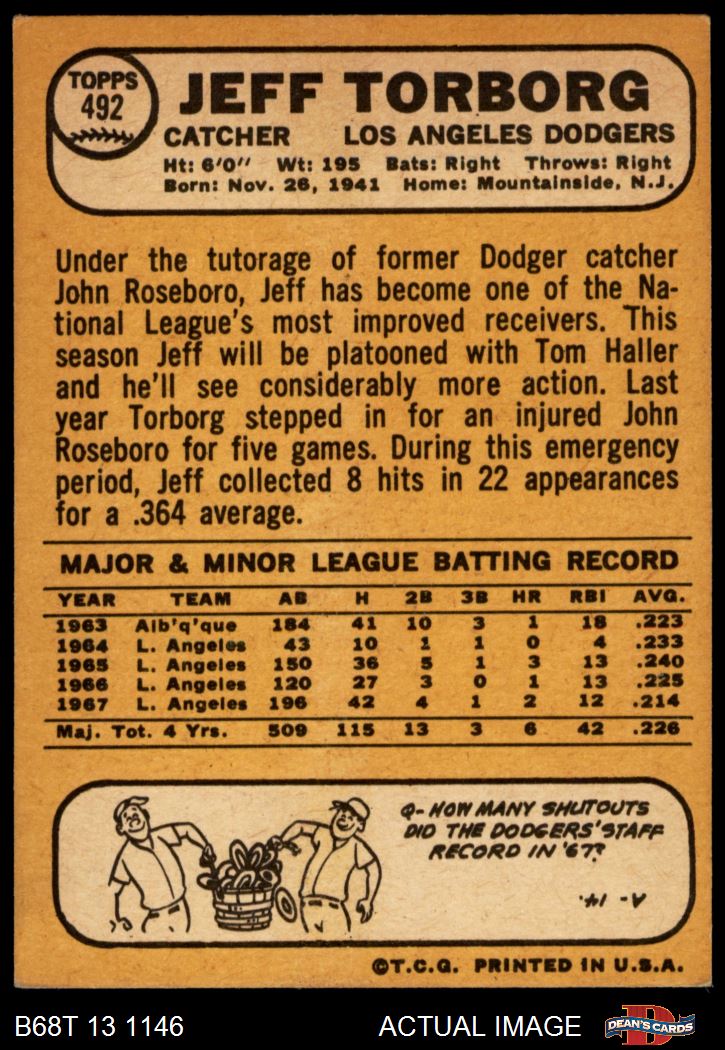 TOPPS
492
JEFF TORBORG
CATCHER LOS ANGELES DODGERS
Ht: 6'0" Wt: 195 Bats: Right Throws: Right
Born: Nov. 26, 1941 Home: Mountainside, N.J.
Under the tutorage of former Dodger catcher
John Roseboro, Jeff has become one of the Na-
tional League's most improved receivers. This
season Jeff will be platooned with Tom Haller
and he'll see considerably more action. Last
year Torborg stepped in for an injured John
Roseboro for five games. During this emergency
period, Jeff collected 8 hits in 22 appearances
for a .364 average.
MAJOR & MINOR LEAGUE BATTING RECORD
YEAR TEAM AB H 2B 3B HR RBI AVG.
1963 Alb'q'que 184 41 10 3 1 18 .223
1964 L. Angeles 43 10 1 1 0 4 .233
1965 L. Angeles 150 36 5 1 3 13 .240
1966 L. Angeles 120 27 3 0 1 13 .225
1967 L. Angeles 196 42 4 1 2 12 .214
Maj. Tot. 4 Yrs. 509 115 13 3 6 42 .226
Q- HOW MANY SHUTOUTS
DID THE DODGERS' STAFF
RECORD IN '67?
A- 14.
©T.C.G. PRINTED IN U.S.A.
B68T 13 1146 ACTUAL IMAGE
DEAN'S CARDS